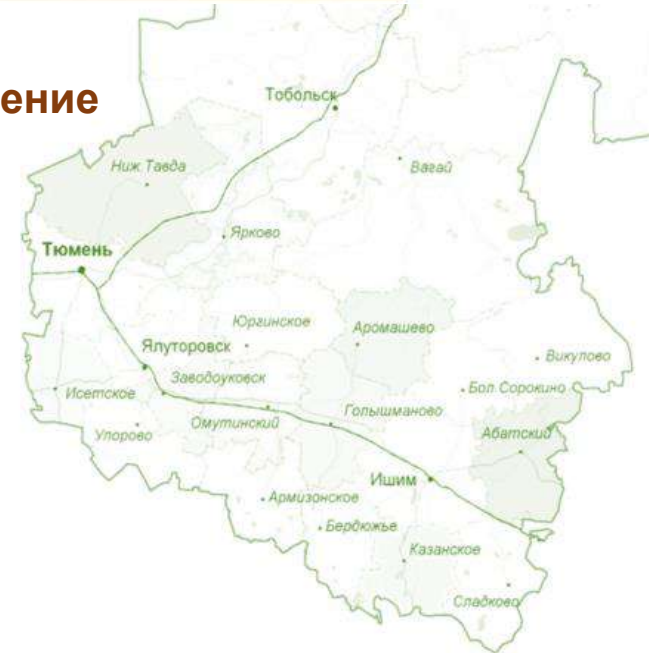 ение
Тобольск
Ниж.Тавда
Вагай
Ярково
Тюмень
Юргинское
Аромашево
Ялуторовск
Викулово
Заводоуковск
Исетское
Бол.Сорокино
Омутинский
Голышманово
Упорово
Абатский
Ишим
Армизонское
Бердюжье
Казанское
Сладково